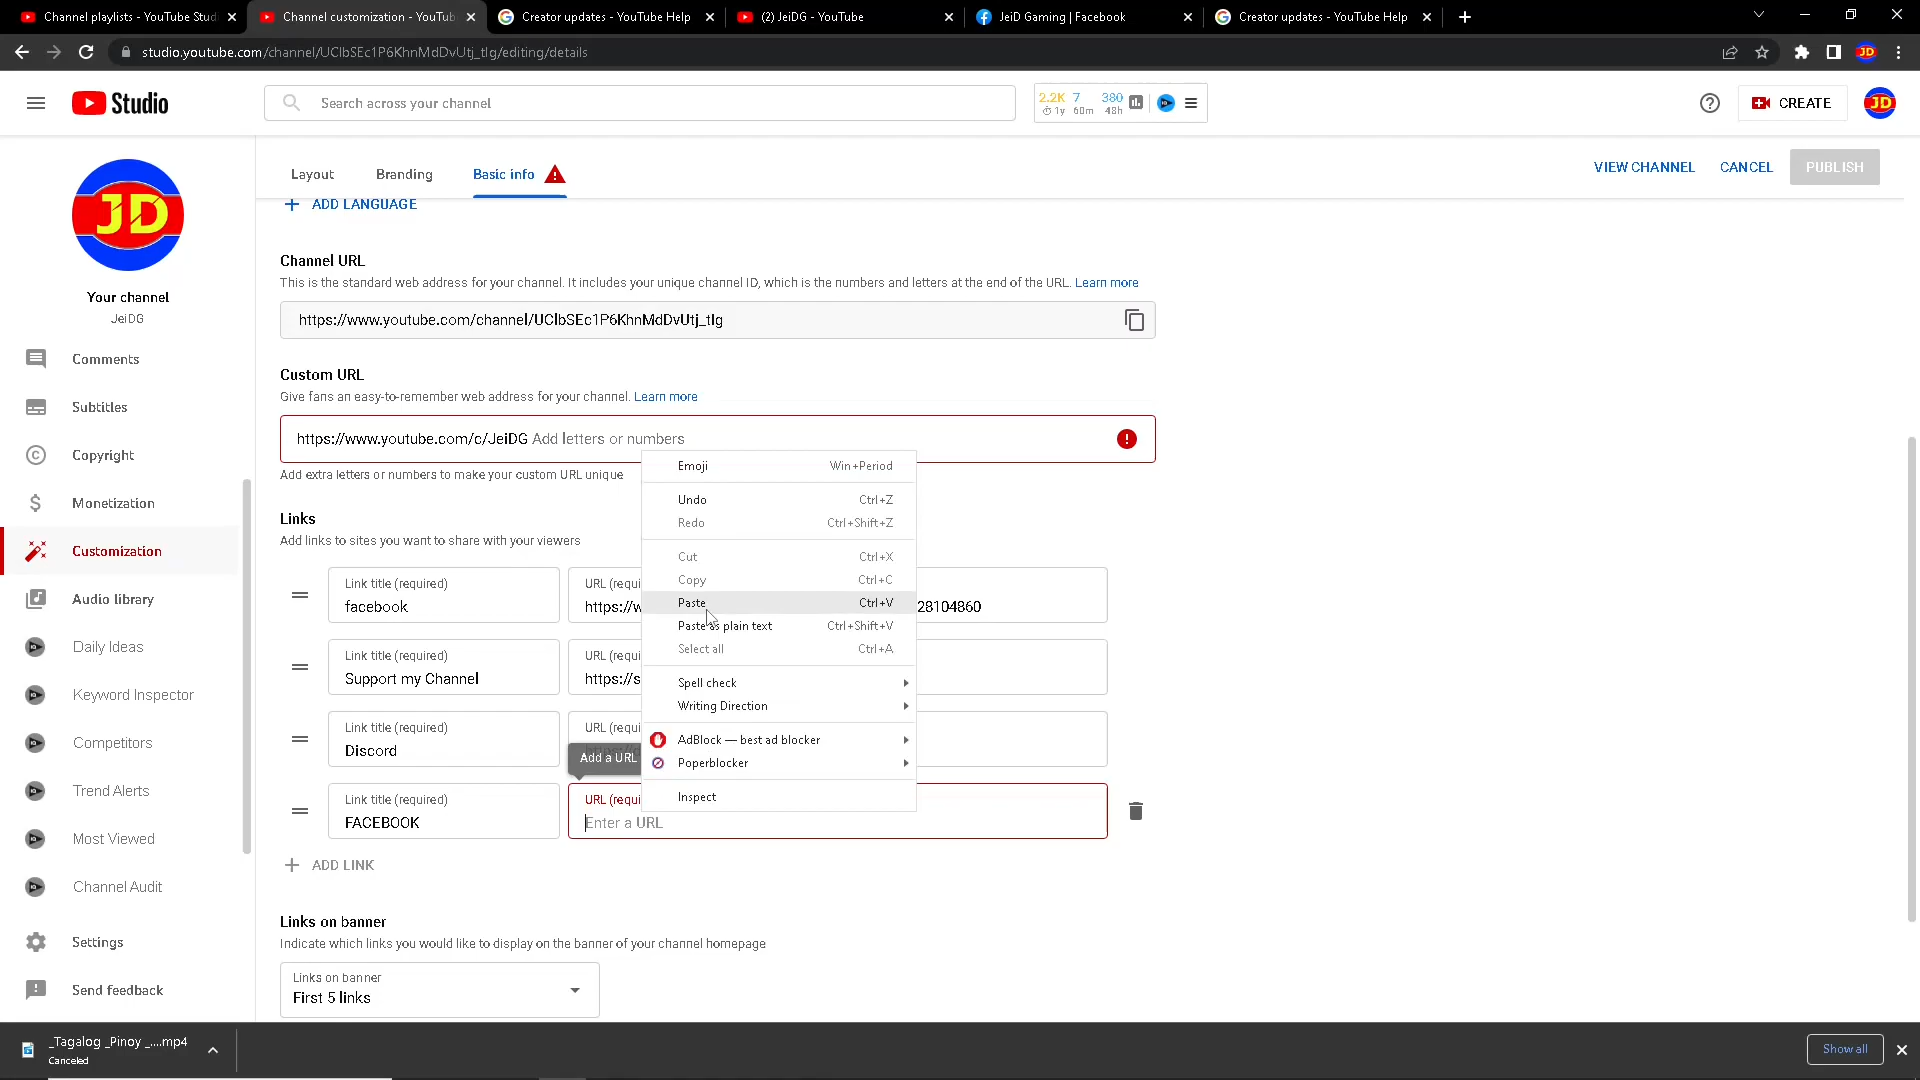 Channel playlists - YouTube Stud
Channel customization - YouTub
Creator updates - YouTube Help
(2) JeiDG - YouTube
JeiD Gaming | Facebook
Creator updates - YouTube Help
studio.youtube.com/channel/UClbSEc1P6KhnMdDvUtj_tlg/editing/details
JD
Studio
Search across your channel
2.2K 7 380
1y 60m 48h
CREATE
JD
JD
Your channel
JeiDG
Comments
Subtitles
Copyright
Monetization
Customization
Audio library
Daily Ideas
Keyword Inspector
Competitors
Trend Alerts
Most Viewed
Channel Audit
Settings
Send feedback
Layout
Branding
Basic info
VIEW CHANNEL
CANCEL
PUBLISH
ADD LANGUAGE
Channel URL
This is the standard web address for your channel. It includes your unique channel ID, which is the numbers and letters at the end of the URL. Learn more
https://www.youtube.com/channel/UClbSEc1P6KhnMdDvUtj_tlg
Custom URL
Give fans an easy-to-remember web address for your channel. Learn more
https://www.youtube.com/c/JeiDG Add letters or numbers
Add extra letters or numbers to make your custom URL unique
Links
Add links to sites you want to share with your viewers
Link title (required)
facebook
URL (requi
https://w
28104860
Link title (required)
Support my Channel
URL (requi
https://s
Link title (required)
Discord
URL (requi
Add a URL
Link title (required)
FACEBOOK
URL (requi
Enter a URL
ADD LINK
Emoji Win+Period
Undo Ctrl+Z
Redo Ctrl+Shift+Z
Cut Ctrl+X
Copy Ctrl+C
Paste Ctrl+V
Paste as plain text Ctrl+Shift+V
Select all Ctrl+A
Spell check
Writing Direction
AdBlock — best ad blocker
Poperblocker
Inspect
Links on banner
Indicate which links you would like to display on the banner of your channel homepage
Links on banner
First 5 links
_Tagalog _Pinoy _....mp4
Canceled
Show all